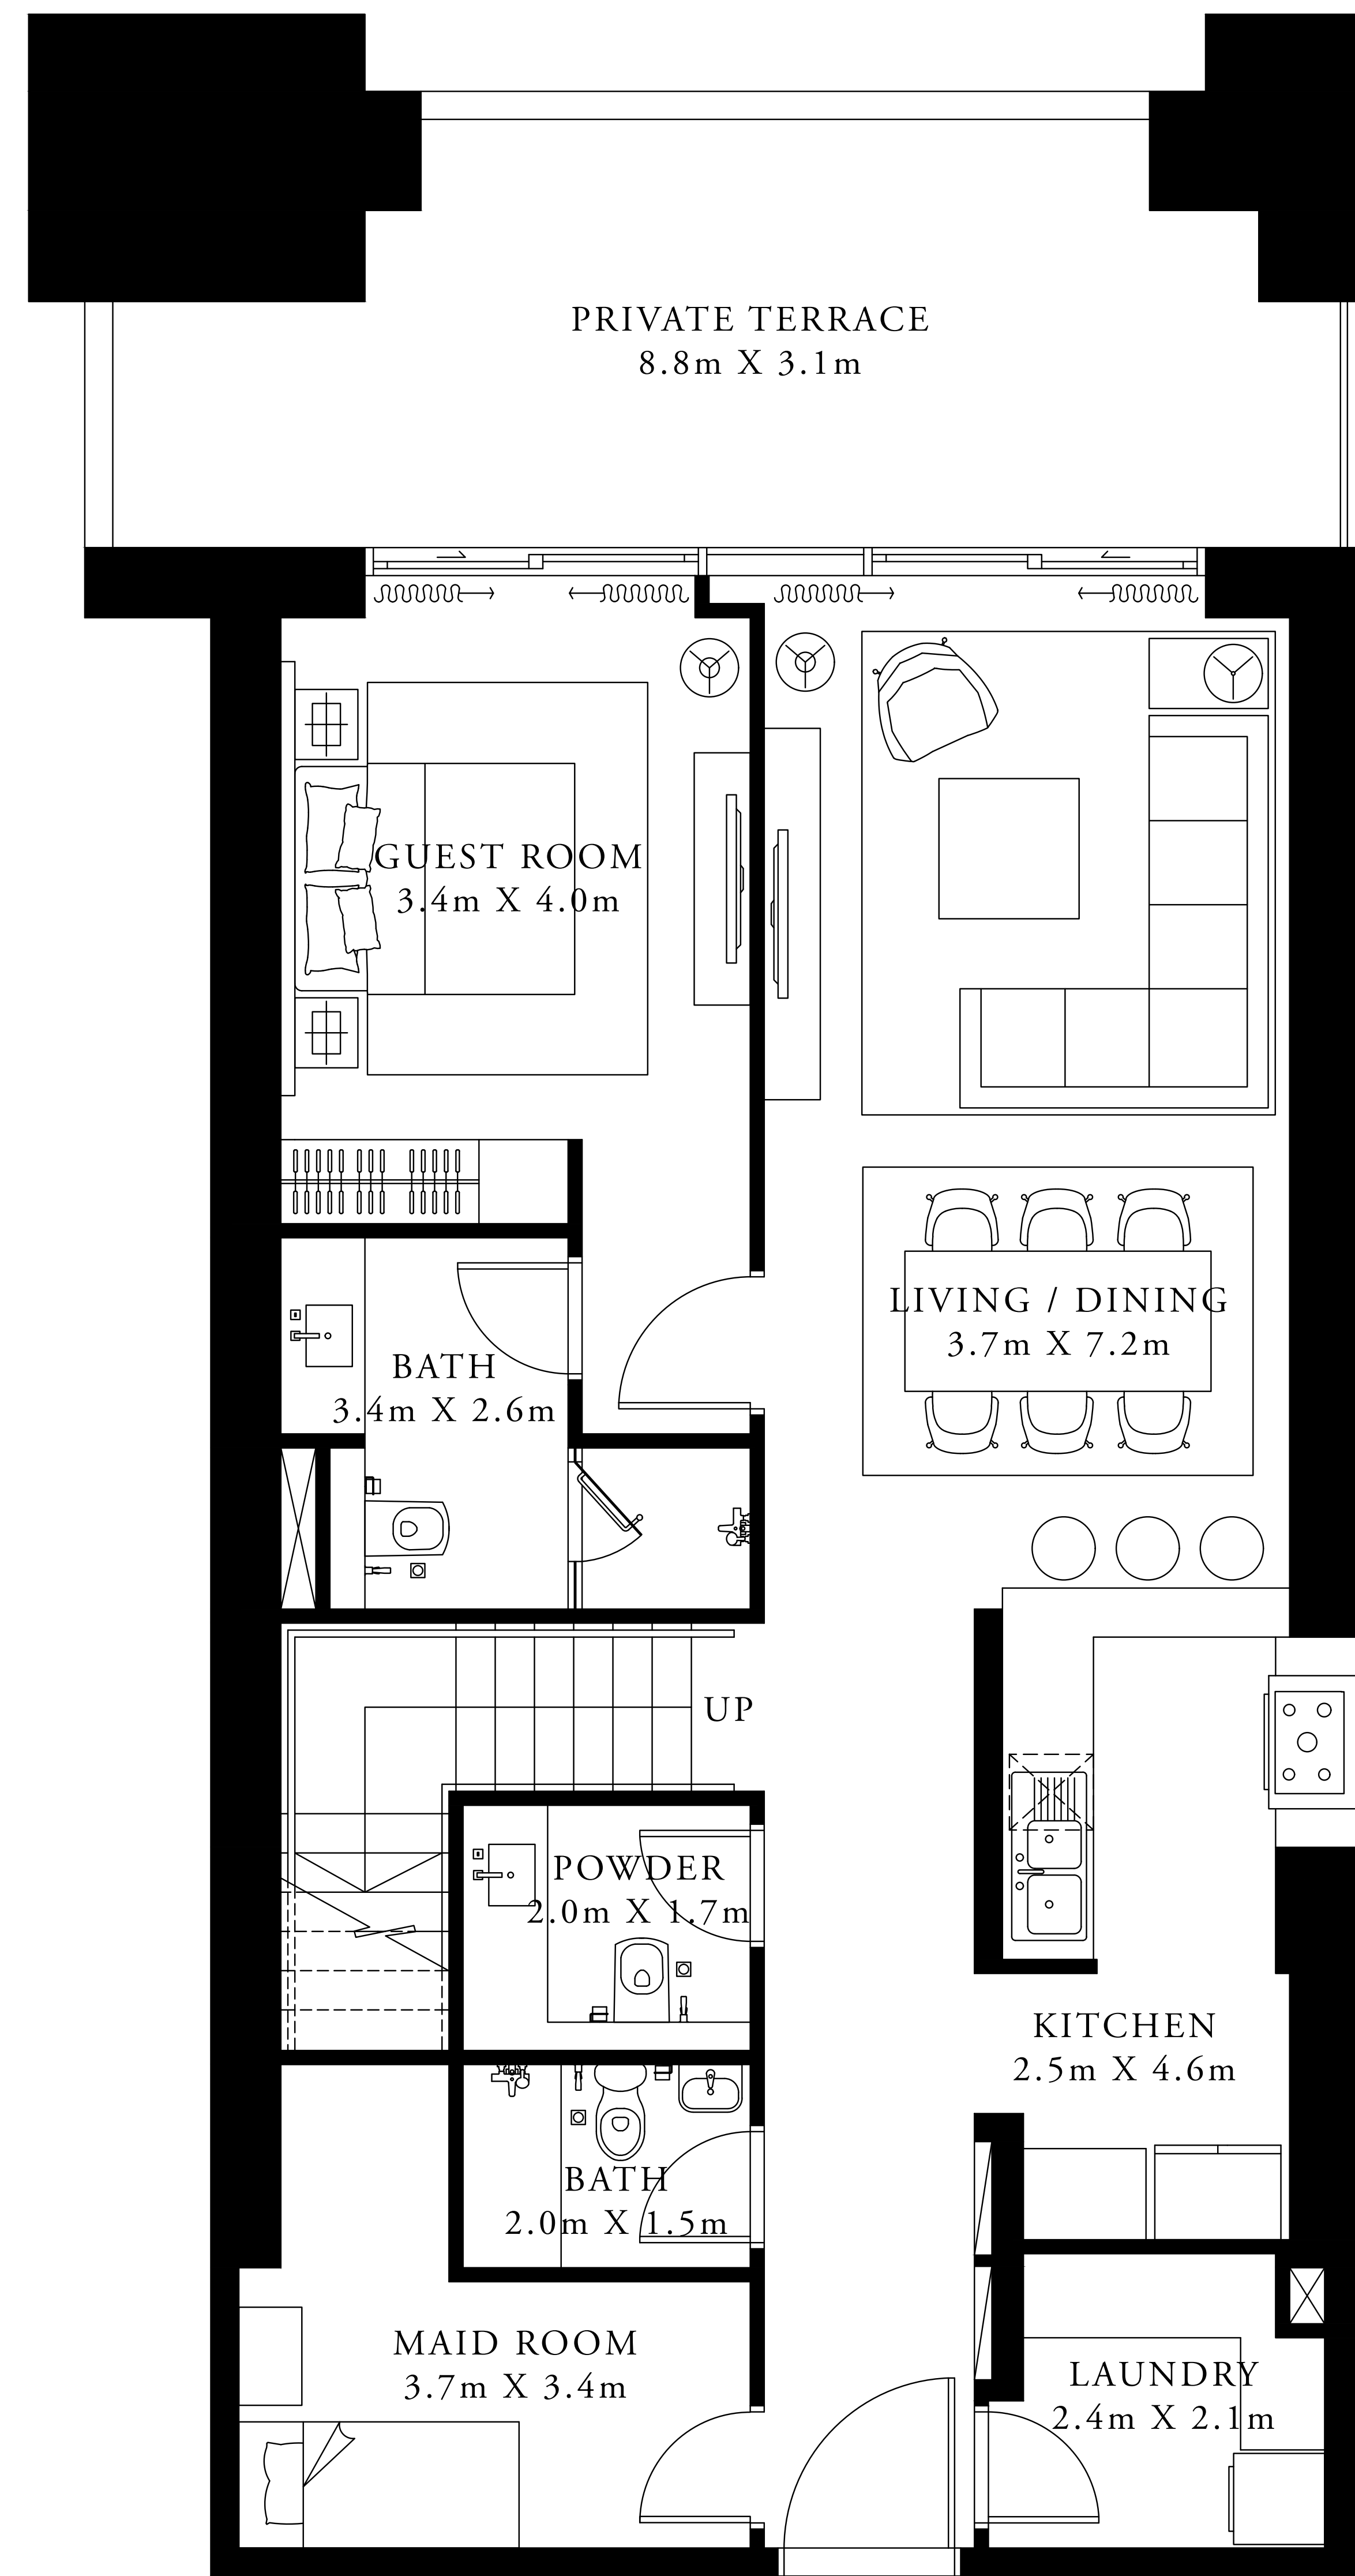 PRIVATE TERRACE
8.8m X 3.1m
GUEST ROOM
3.4m X 4.0m
LIVING / DINING
3.7m X 7.2m
BATH
3.4m X 2.6m
UP
POWDER
2.0m X 1.7m
KITCHEN
2.5m X 4.6m
BATH
2.0m X 1.5m
MAID ROOM
3.7m X 3.4m
LAUNDRY
2.4m X 2.1m